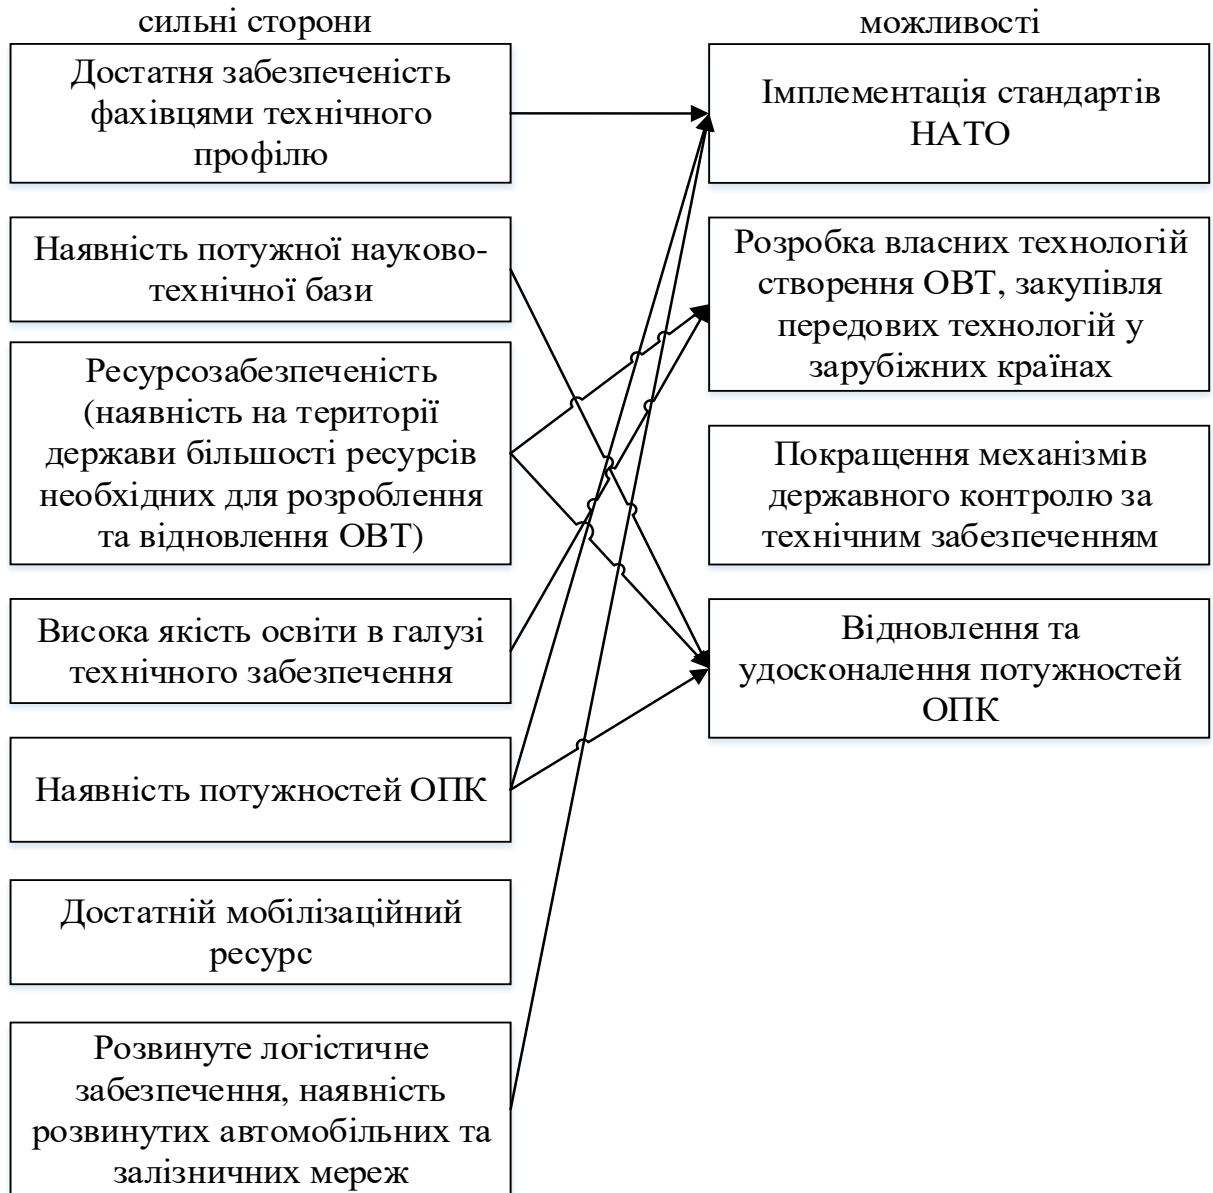 сильні сторони
Достатня забезпеченість
фахівцями технічного
профілю
Наявність потужної науково-
технічної бази
Ресурсозабезпеченість
(наявність на території
держави більшості ресурсів
необхідних для розроблення
та відновлення ОВТ)
Висока якість освіти в галузі
технічного забезпечення
Наявність потужностей ОПК
Достатній мобілізаційний
ресурс
Розвинуте логістичне
забезпечення, наявність
розвинутих автомобільних та
залізничних мереж
можливості
Імплементація стандартів
НАТО
Розробка власних технологій
створення ОВТ, закупівля
передових технологій у
зарубіжних країнах
Покращення механізмів
державного контролю за
технічним забезпеченням
Відновлення та
удосконалення потужностей
ОПК